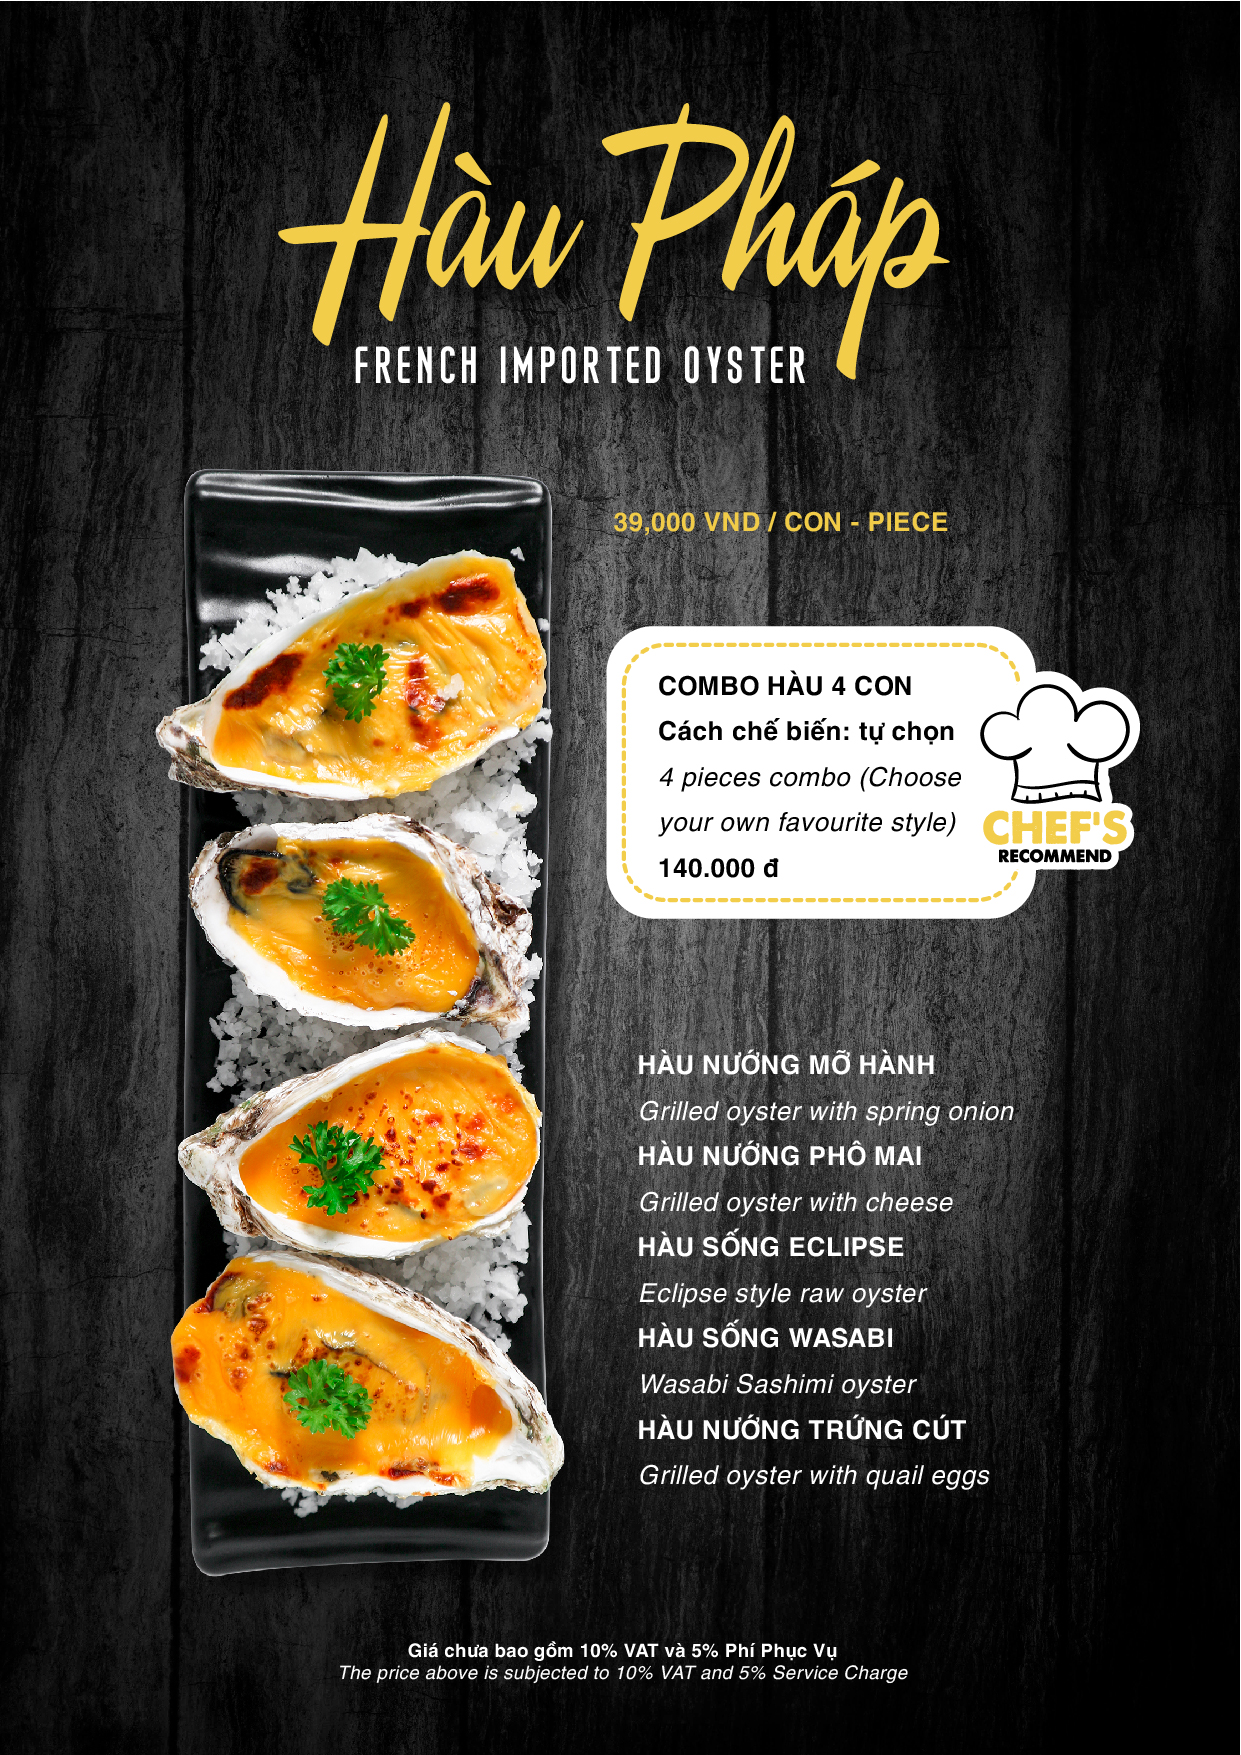 Hàu Pháp
FRENCH IMPORTED OYSTER
39,000 VND / CON - PIECE
COMBO HÀU 4 CON
Cách chế biến: tự chọn
4 pieces combo (Choose
your own favourite style)
140.000 đ
CHEF'S
RECOMMEND
HÀU NƯỚNG MỠ HÀNH
Grilled oyster with spring onion
HÀU NƯỚNG PHÔ MAI
Grilled oyster with cheese
HÀU SỐNG ECLIPSE
Eclipse style raw oyster
HÀU SỐNG WASABI
Wasabi Sashimi oyster
HÀU NƯỚNG TRỨNG CÚT
Grilled oyster with quail eggs
Giá chưa bao gồm 10% VAT và 5% Phí Phục Vụ
The price above is subjected to 10% VAT and 5% Service Charge